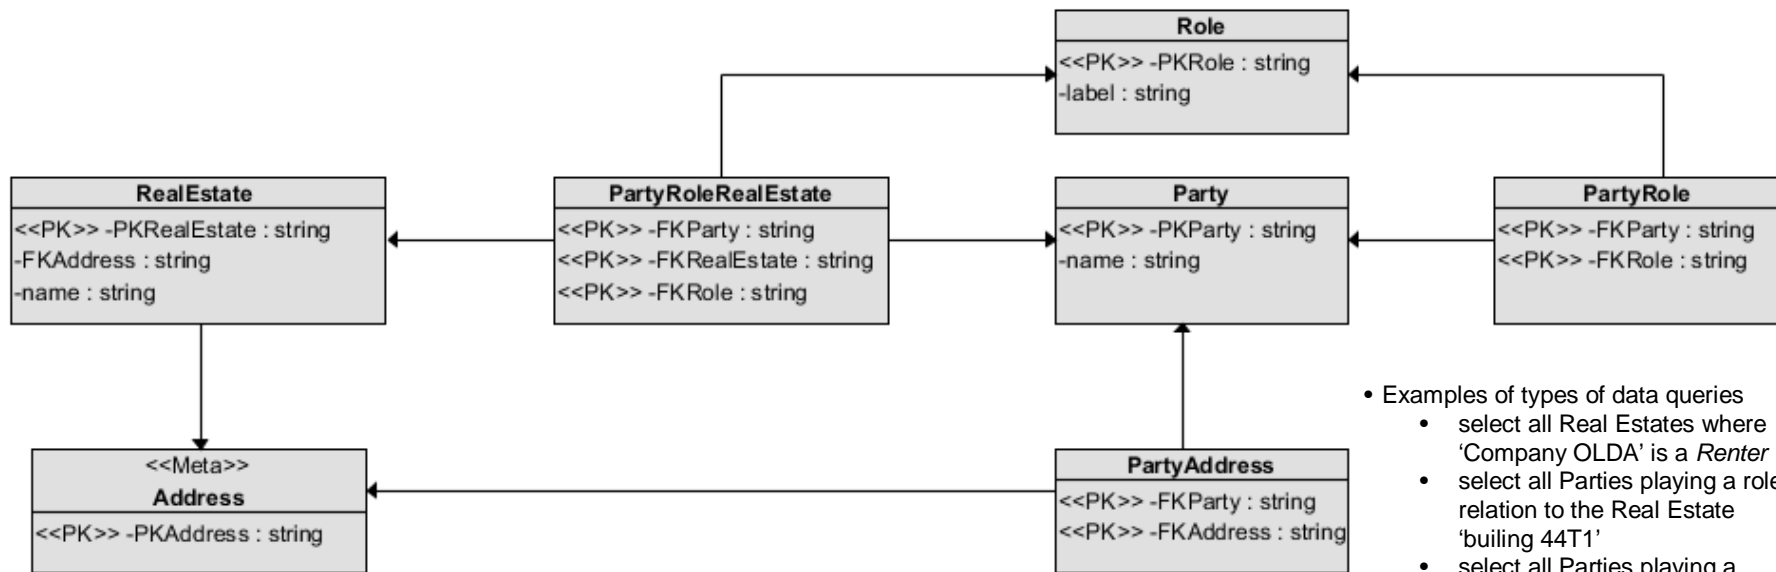 Role
<<PK>> -PKRole : string
-label : string
RealEstate
<<PK>> -PKRealEstate : string
-FKAddress : string
-name : string
PartyRoleRealEstate
<<PK>> -FKParty : string
<<PK>> -FKRealEstate : string
<<PK>> -FKRole : string
Party
<<PK>> -PKParty : string
-name : string
PartyRole
<<PK>> -FKParty : string
<<PK>> -FKRole : string
<<Meta>>
Address
<<PK>> -PKAddress : string
PartyAddress
<<PK>> -FKParty : string
<<PK>> -FKAddress : string
• Examples of types of data queries
• select all Real Estates where
‘Company OLDA’ is a Renter
• select all Parties playing a role
relation to the Real Estate
‘builing 44T1’
• select all Parties playing a